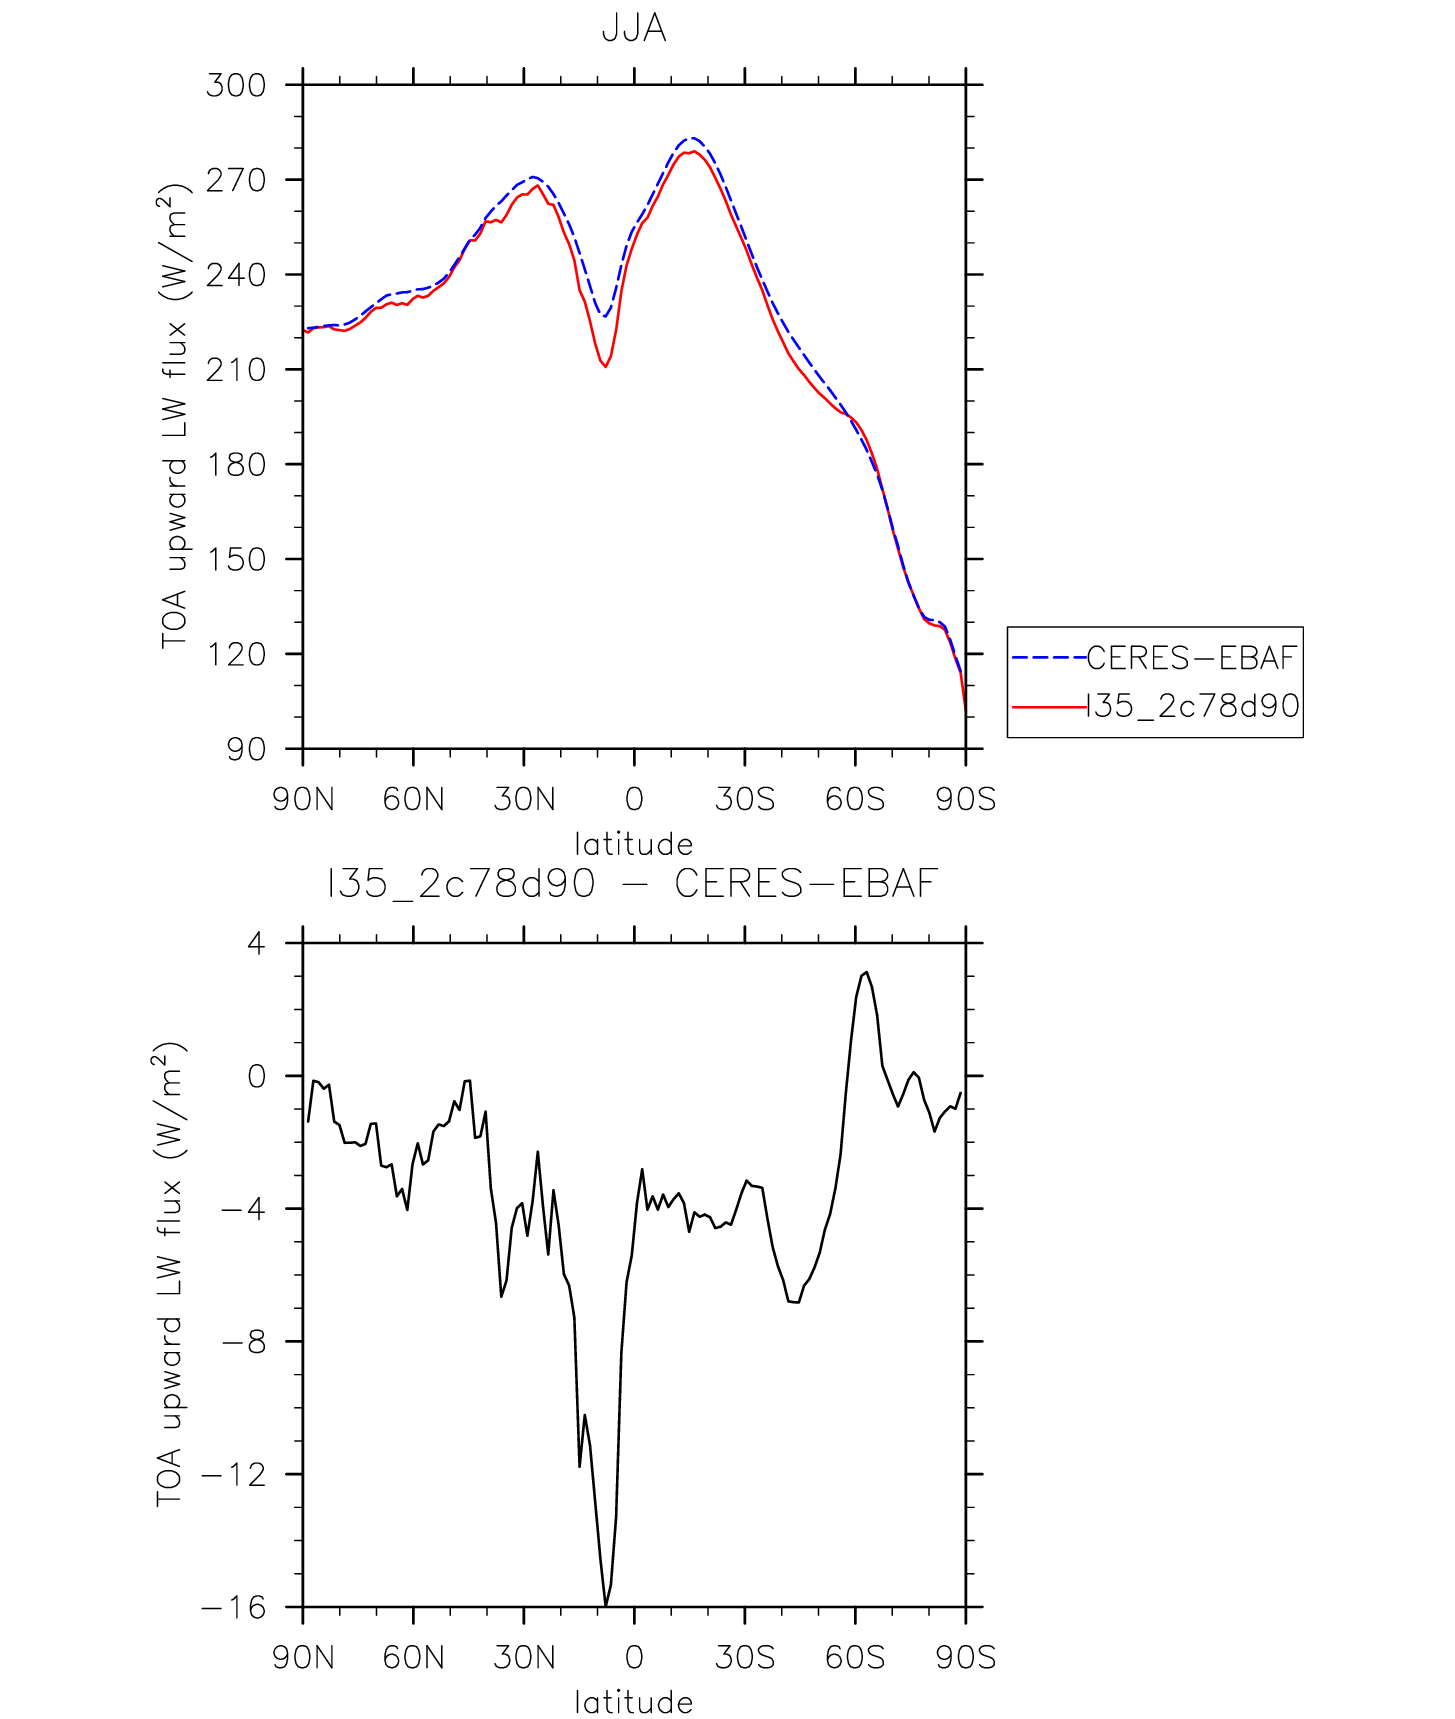 JJA
300
270
240
210
180
150
120
90
TOA upward LW flux (W/m²)
90N 60N 30N 0 30S 60S 90S
latitude
CERES-EBAF
I35_2c78d90
I35_2c78d90 - CERES-EBAF
4
0
-4
-8
-12
-16
TOA upward LW flux (W/m²)
90N 60N 30N 0 30S 60S 90S
latitude